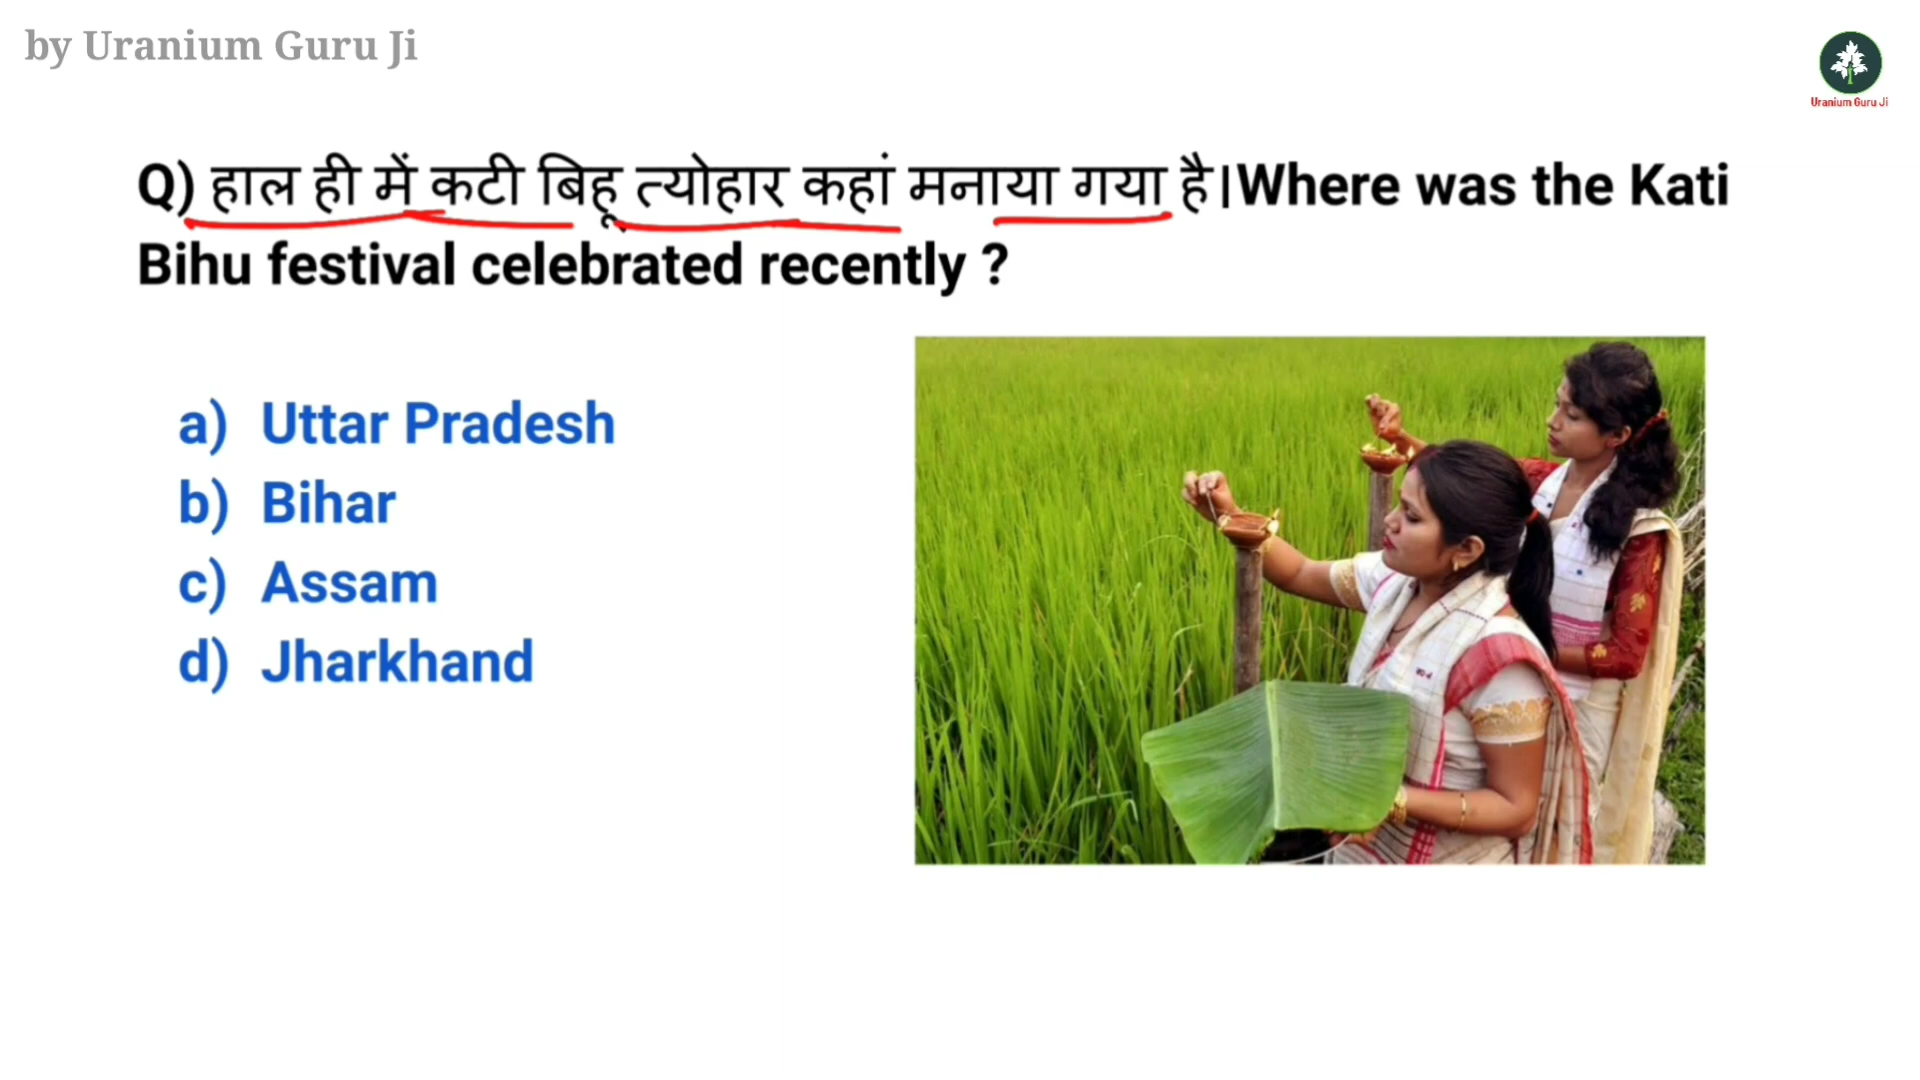 by Uranium Guru Ji
Uranium Guru Ji
Q) हाल ही में कटी बिहू त्योहार कहां मनाया गया है।Where was the Kati
Bihu festival celebrated recently ?
a) Uttar Pradesh
b) Bihar
c) Assam
d) Jharkhand